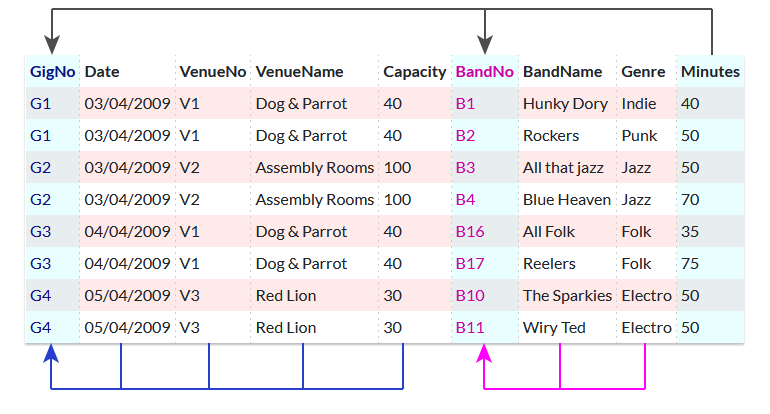 GigNo Date VenueNo VenueName Capacity BandNo BandName Genre Minutes
G1 03/04/2009 V1 Dog & Parrot 40 B1 Hunky Dory Indie 40
G1 03/04/2009 V1 Dog & Parrot 40 B2 Rockers Punk 50
G2 03/04/2009 V2 Assembly Rooms 100 B3 All that jazz Jazz 50
G2 03/04/2009 V2 Assembly Rooms 100 B4 Blue Heaven Jazz 70
G3 04/04/2009 V1 Dog & Parrot 40 B16 All Folk Folk 35
G3 04/04/2009 V1 Dog & Parrot 40 B17 Reelers Folk 75
G4 05/04/2009 V3 Red Lion 30 B10 The Sparkies Electro 50
G4 05/04/2009 V3 Red Lion 30 B11 Wiry Ted Electro 50